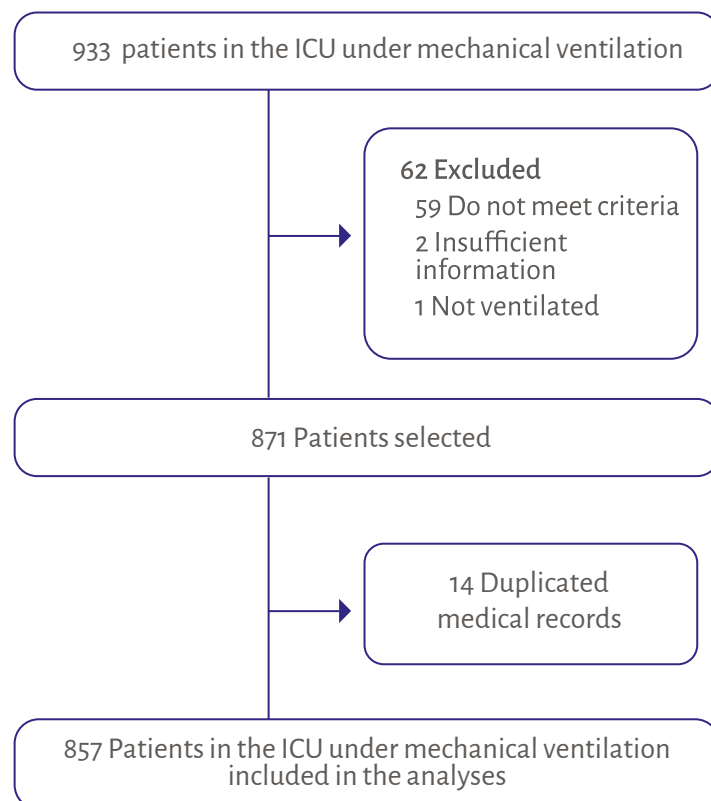 933 patients in the ICU under mechanical ventilation
62 Excluded
59 Do not meet criteria
2 Insufficient
information
1 Not ventilated
871 Patients selected
14 Duplicated
medical records
857 Patients in the ICU under mechanical ventilation
included in the analyses